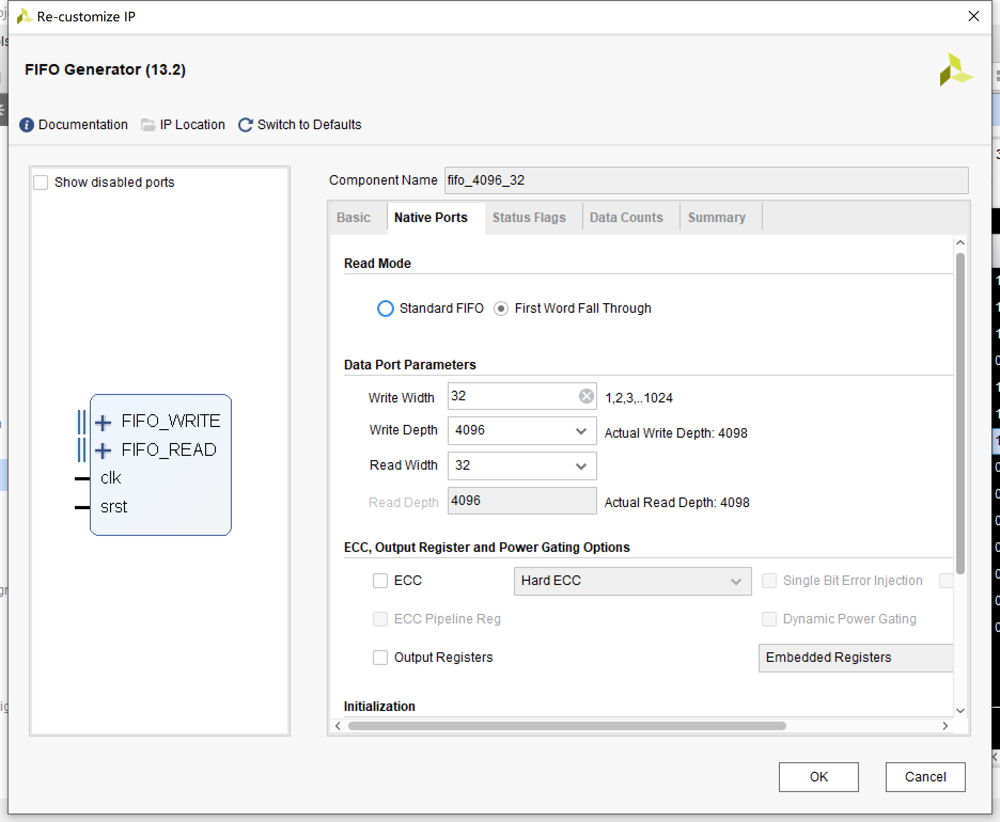 Re-customize IP
FIFO Generator (13.2)
Documentation IP Location Switch to Defaults
Show disabled ports
FIFO_WRITE
FIFO_READ
clk
srst
Component Name fifo_4096_32
Basic Native Ports Status Flags Data Counts Summary
Read Mode
Standard FIFO First Word Fall Through
Data Port Parameters
Write Width 32 1,2,3,..1024
Write Depth 4096 Actual Write Depth: 4098
Read Width 32
Read Depth 4096 Actual Read Depth: 4098
ECC, Output Register and Power Gating Options
ECC Hard ECC Single Bit Error Injection
ECC Pipeline Reg Dynamic Power Gating
Output Registers Embedded Registers
Initialization
OK Cancel